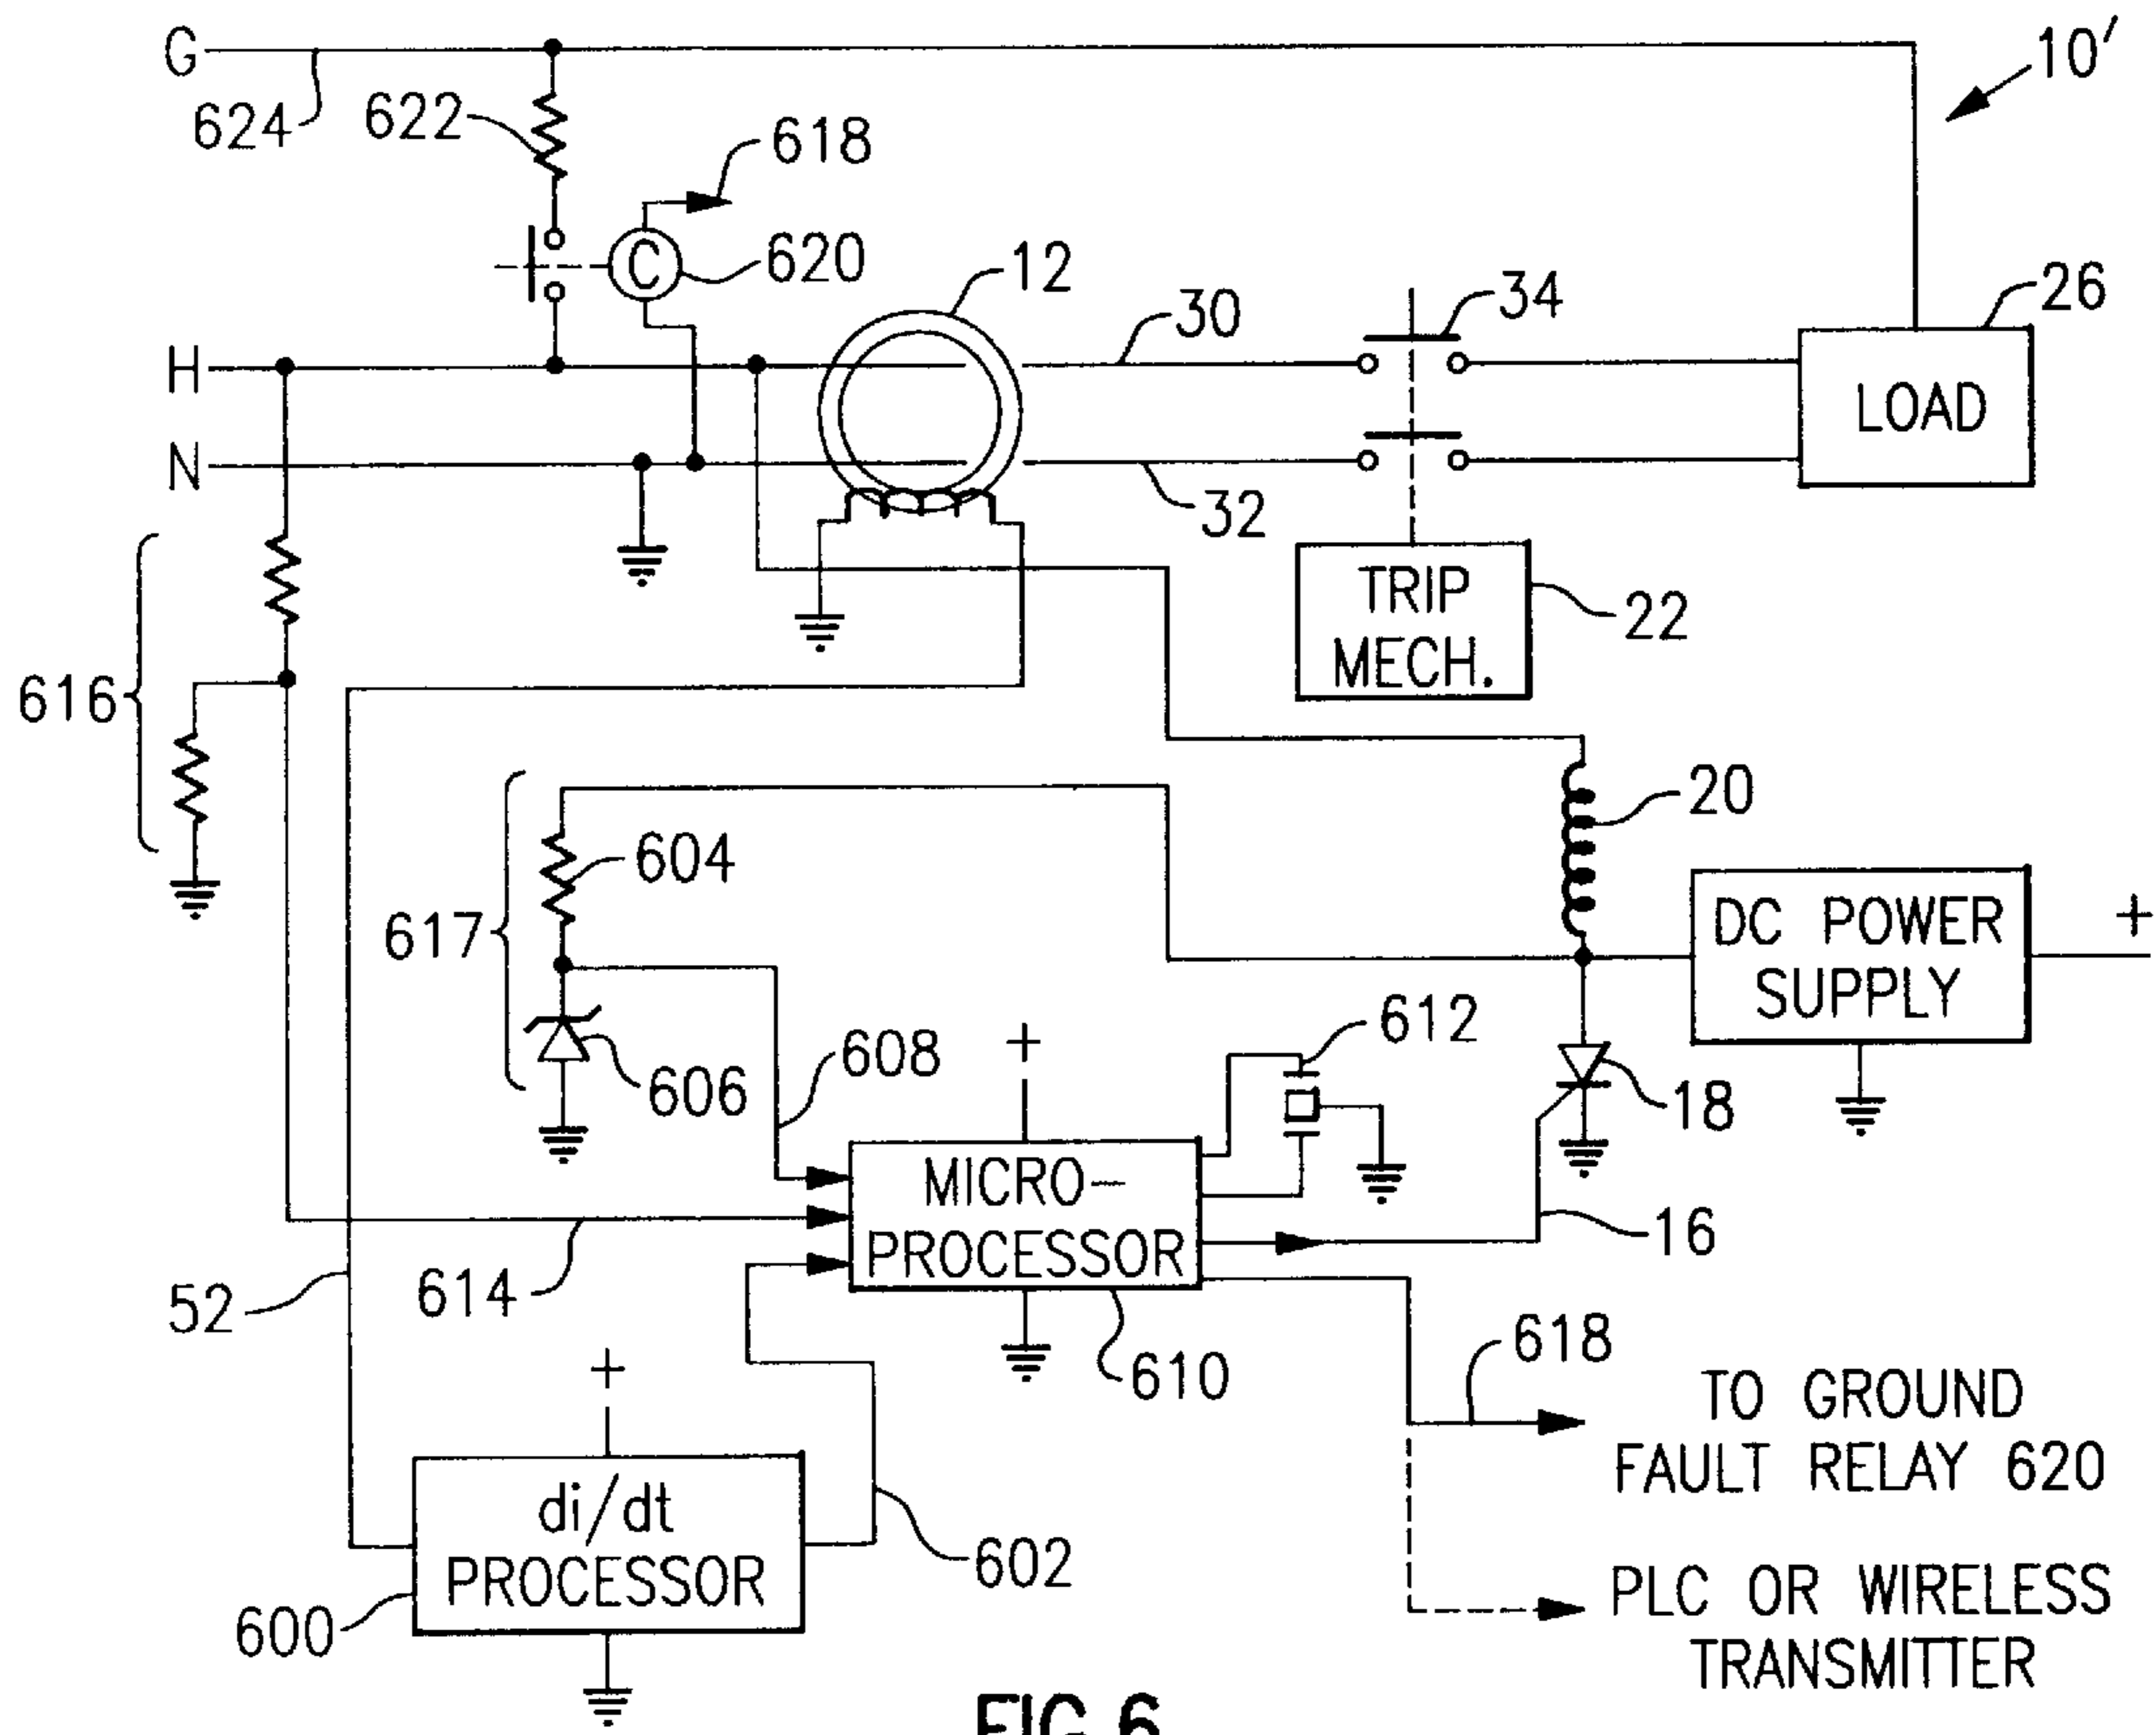 G
624
622
618
10'
C
620
12
30
34
26
H
LOAD
N
32
TRIP
MECH.
22
616
20
604
617
DC POWER
SUPPLY
+
612
608
+
606
18
MICRO-
PROCESSOR
16
614
52
610
618
+
TO GROUND
FAULT RELAY 620
di/dt
PROCESSOR
602
600
PLC OR WIRELESS
TRANSMITTER
FIG. 6